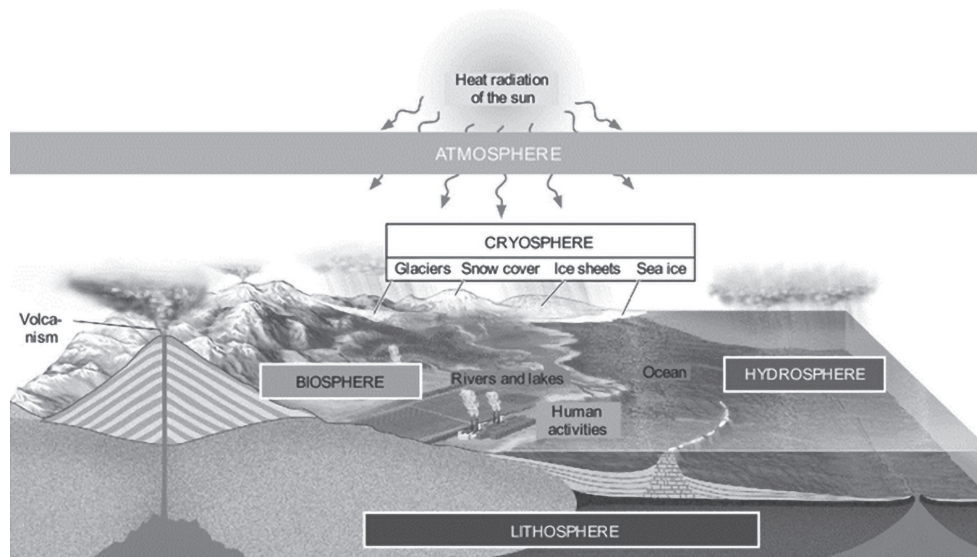 Heat radiation
of the sun
ATMOSPHERE
CRYOSPHERE
Glaciers Snow cover Ice sheets Sea ice
Volca-
nism
BIOSPHERE
Rivers and lakes
Ocean
HYDROSPHERE
Human
activities
LITHOSPHERE